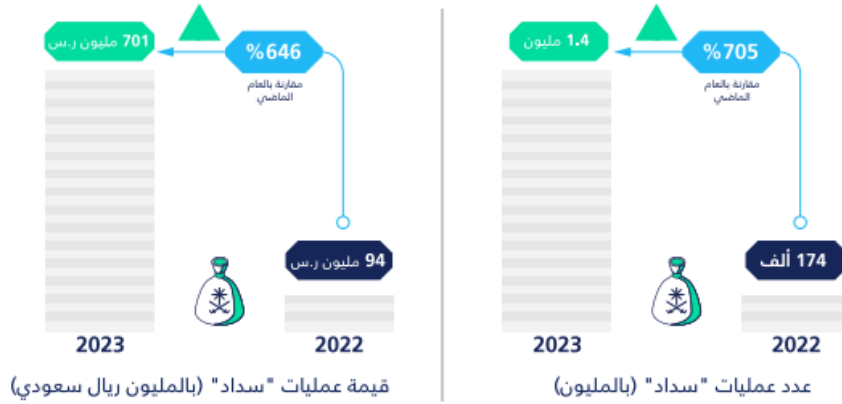 1.4 مليون
%705
مقارنة بالعام
الماضي
174 ألف
2023
2022
عدد عمليات "سداد" (بالمليون)
701 مليون ر.س
%646
مقارنة بالعام
الماضي
94 مليون ر.س
2023
2022
قيمة عمليات "سداد" (بالمليون ريال سعودي)